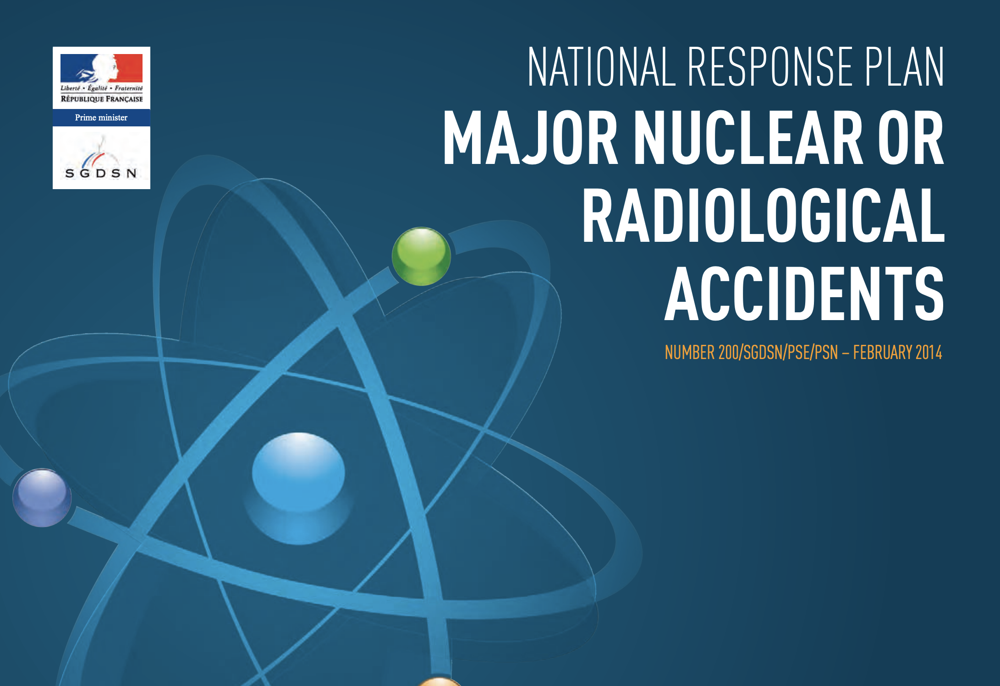 Liberté • Égalité • Fraternité
RÉPUBLIQUE FRANÇAISE
Prime minister
SGDSN
NATIONAL RESPONSE PLAN
MAJOR NUCLEAR OR
RADIOLOGICAL
ACCIDENTS
NUMBER 200/SGDSN/PSE/PSN – FEBRUARY 2014